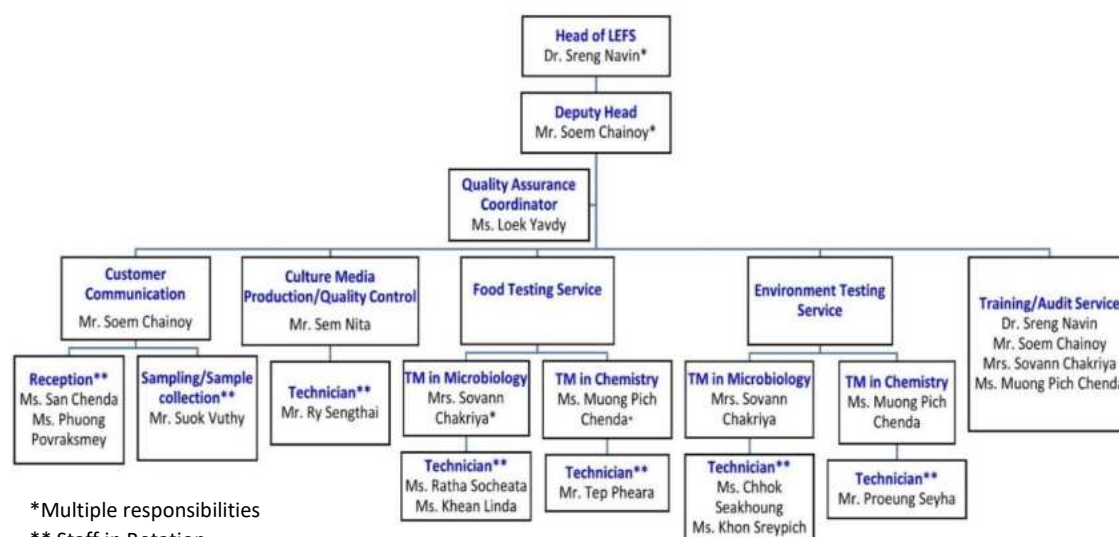 Head of LEFS
Dr. Sreng Navin*
Deputy Head
Mr. Soem Chainoy*
Quality Assurance
Coordinator
Ms. Loek Yavdy
Customer
Communication
Mr. Soem Chainoy
Culture Media
Production/Quality Control
Mr. Sem Nita
Food Testing Service
Environment Testing
Service
Training/Audit Service
Dr. Sreng Navin
Mr. Soem Chainoy
Mrs. Sovann Chakriya
Ms. Muong Pich Chenda
Reception**
Ms. San Chenda
Ms. Phuong
Povraksmey
Sampling/Sample
collection**
Mr. Suok Vuthy
Technician**
Mr. Ry Sengthai
TM in Microbiology
Mrs. Sovann
Chakriya*
TM in Chemistry
Ms. Muong Pich
Chenda*
TM in Microbiology
Mrs. Sovann
Chakriya
TM in Chemistry
Ms. Muong Pich
Chenda
Technician**
Ms. Ratha Socheata
Ms. Khean Linda
Technician**
Mr. Tep Pheara
Technician**
Ms. Chhok
Seakhoung
Ms. Khon Sreypich
Technician**
Mr. Proeung Seyha
*Multiple responsibilities
** Staff in Rotation